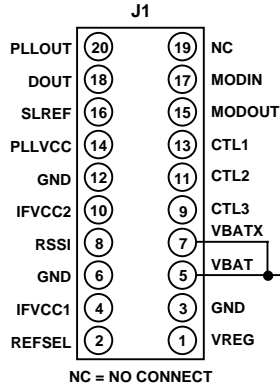 J1
PLLOUT 20 19 NC
DOUT 18 17 MODIN
SLREF 16 15 MODOUT
PLLVCC 14 13 CTL1
GND 12 11 CTL2
IFVCC2 10 9 CTL3
RSSI 8 7 VBATX
GND 6 5 VBAT
IFVCC1 4 3 GND
REFSEL 2 1 VREG
NC = NO CONNECT